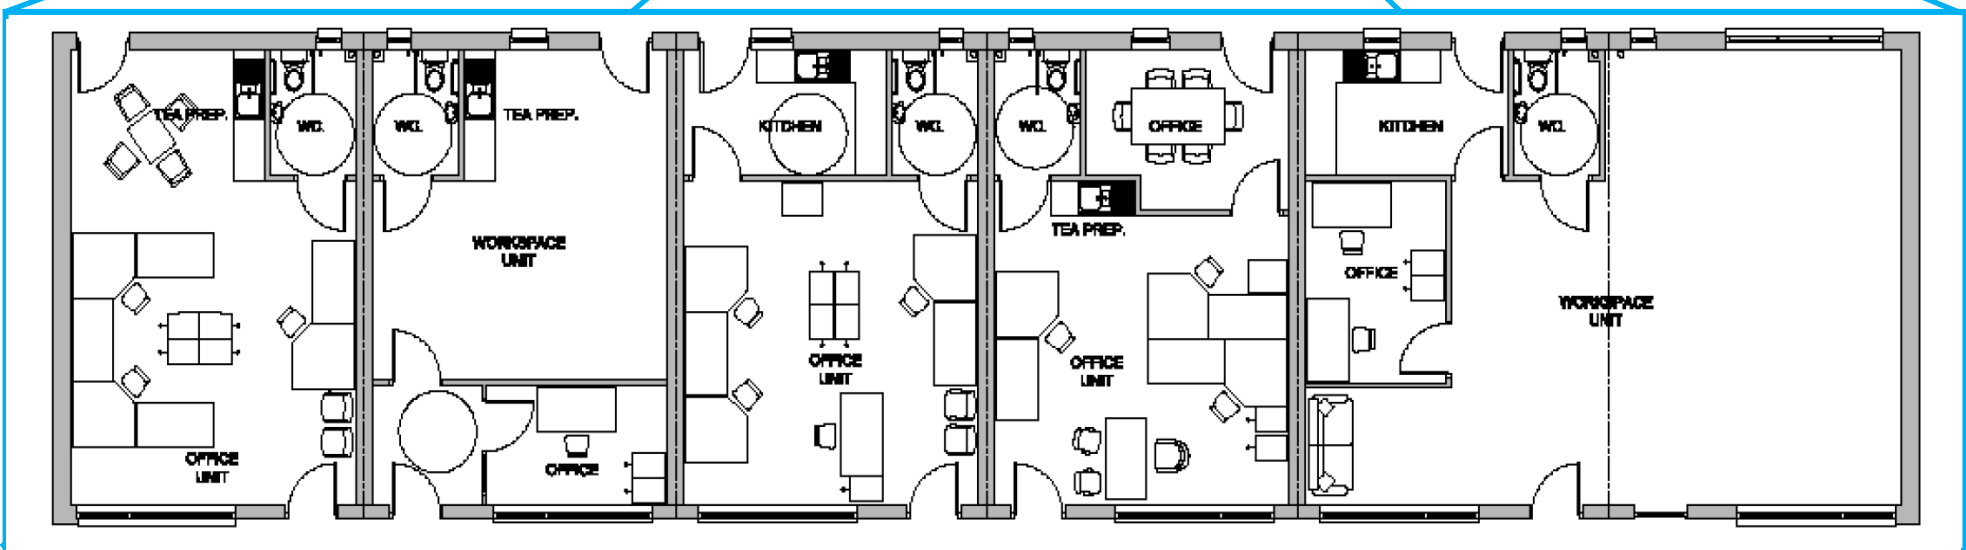 TEA PREP.
WC.
WC.
TEA PREP.
KITCHEN
WC.
WC.
OFFICE
KITCHEN
WC.
TEA PREP.
WORKSPACE
UNIT
OFFICE
WORKSPACE
UNIT
OFFICE
UNIT
OFFICE
UNIT
OFFICE
UNIT
OFFICE